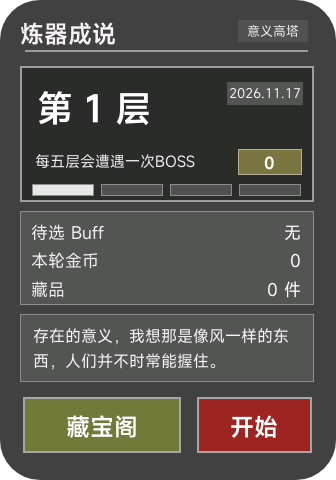 炼器成说
意义高塔
第 1 层
2026.11.17
每五层会遭遇一次BOSS
0
待选 Buff
无
本轮金币
0
藏品
0 件
存在的意义，我想那是像风一样的东
西，人们并不时常能握住。
藏宝阁
开始